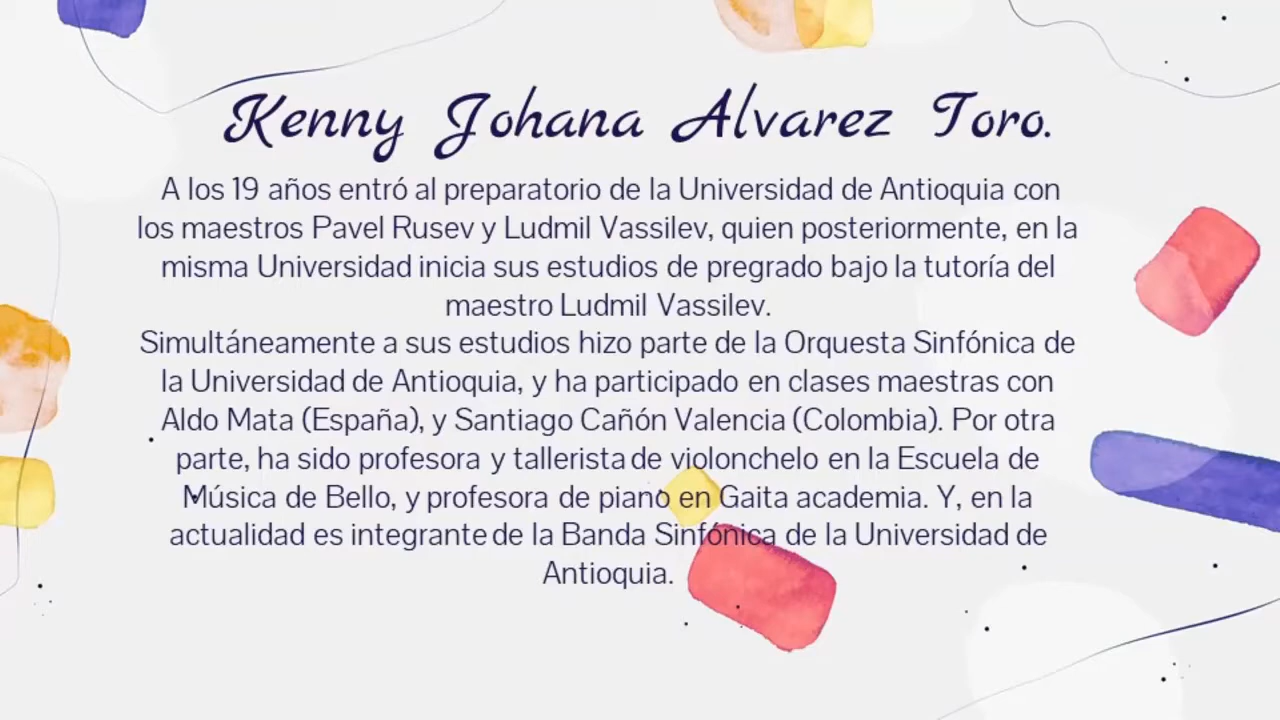 Kenny Johana Alvarez Toro.
A los 19 años entró al preparatorio de la Universidad de Antioquia con
los maestros Pavel Rusev y Ludmil Vassilev, quien posteriormente, en la
misma Universidad inicia sus estudios de pregrado bajo la tutoría del
maestro Ludmil Vassilev.
Simultáneamente a sus estudios hizo parte de la Orquesta Sinfónica de
la Universidad de Antioquia, y ha participado en clases maestras con
Aldo Mata (España), y Santiago Cañón Valencia (Colombia). Por otra
parte, ha sido profesora y tallerista de violonchelo en la Escuela de
Música de Bello, y profesora de piano en Gaita academia. Y, en la
actualidad es integrante de la Banda Sinfónica de la Universidad de
Antioquia.